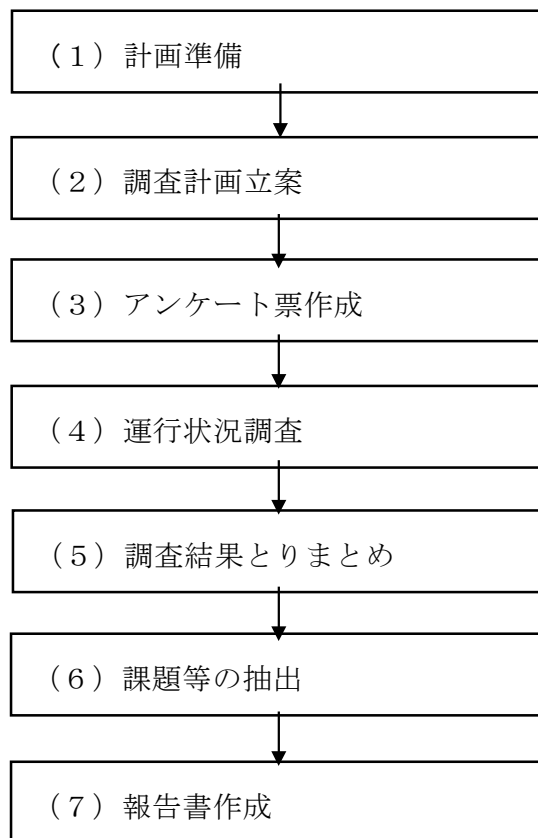 （１）計画準備
（２）調査計画立案
（３）アンケート票作成
（４）運行状況調査
（５）調査結果とりまとめ
（６）課題等の抽出
（７）報告書作成